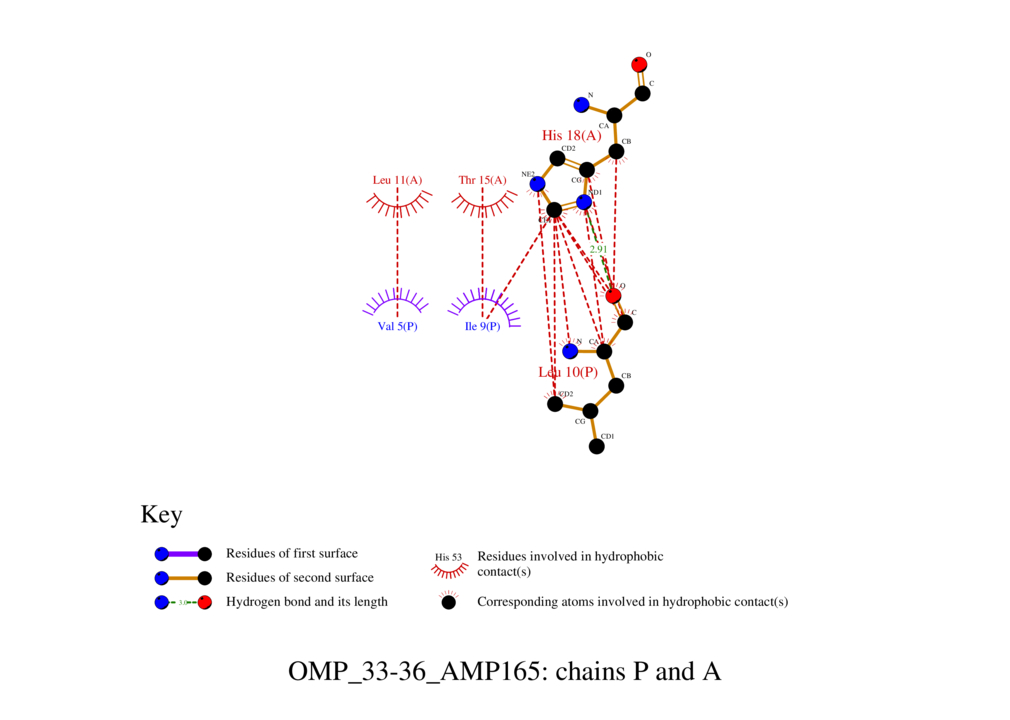 O
C
N
CA
His 18(A)
CB
CD2
CG
NE2
ND1
Leu 11(A)
Thr 15(A)
2.91
O
C
Val 5(P)
Ile 9(P)
N
CA
Leu 10(P)
CB
CD2
CG
CD1
Key
Residues of first surface
Residues of second surface
3.0
Hydrogen bond and its length
His 53
Residues involved in hydrophobic
contact(s)
Corresponding atoms involved in hydrophobic contact(s)
OMP_33-36_AMP165: chains P and A